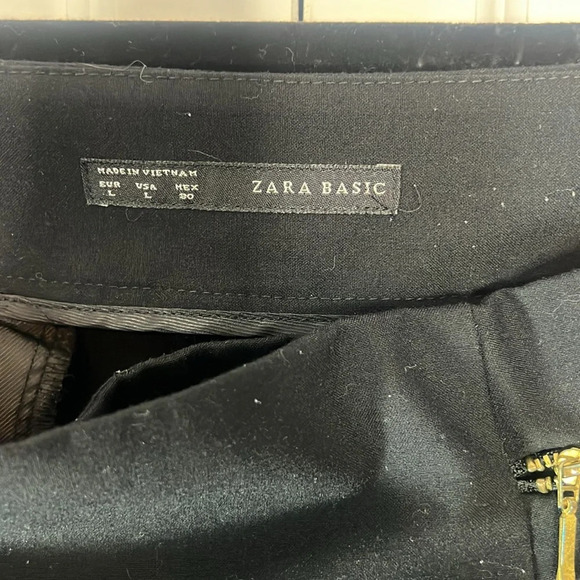 MADE IN VIETNAM
EUR USA MEX
L L 30
ZARA BASIC